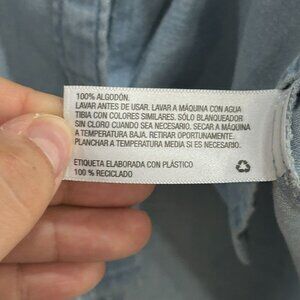 100% ALGODÓN.
LAVAR ANTES DE USAR. LAVAR A MÁQUINA CON AGUA
TIBIA CON COLORES SIMILARES. SÓLO BLANQUEADOR
SIN CLORO CUANDO SEA NECESARIO. SECAR A MÁQUINA
A TEMPERATURA BAJA. RETIRAR OPORTUNAMENTE.
PLANCHAR A TEMPERATURA MEDIA SI ES NECESARIO.
ETIQUETA ELABORADA CON PLÁSTICO
100 % RECICLADO